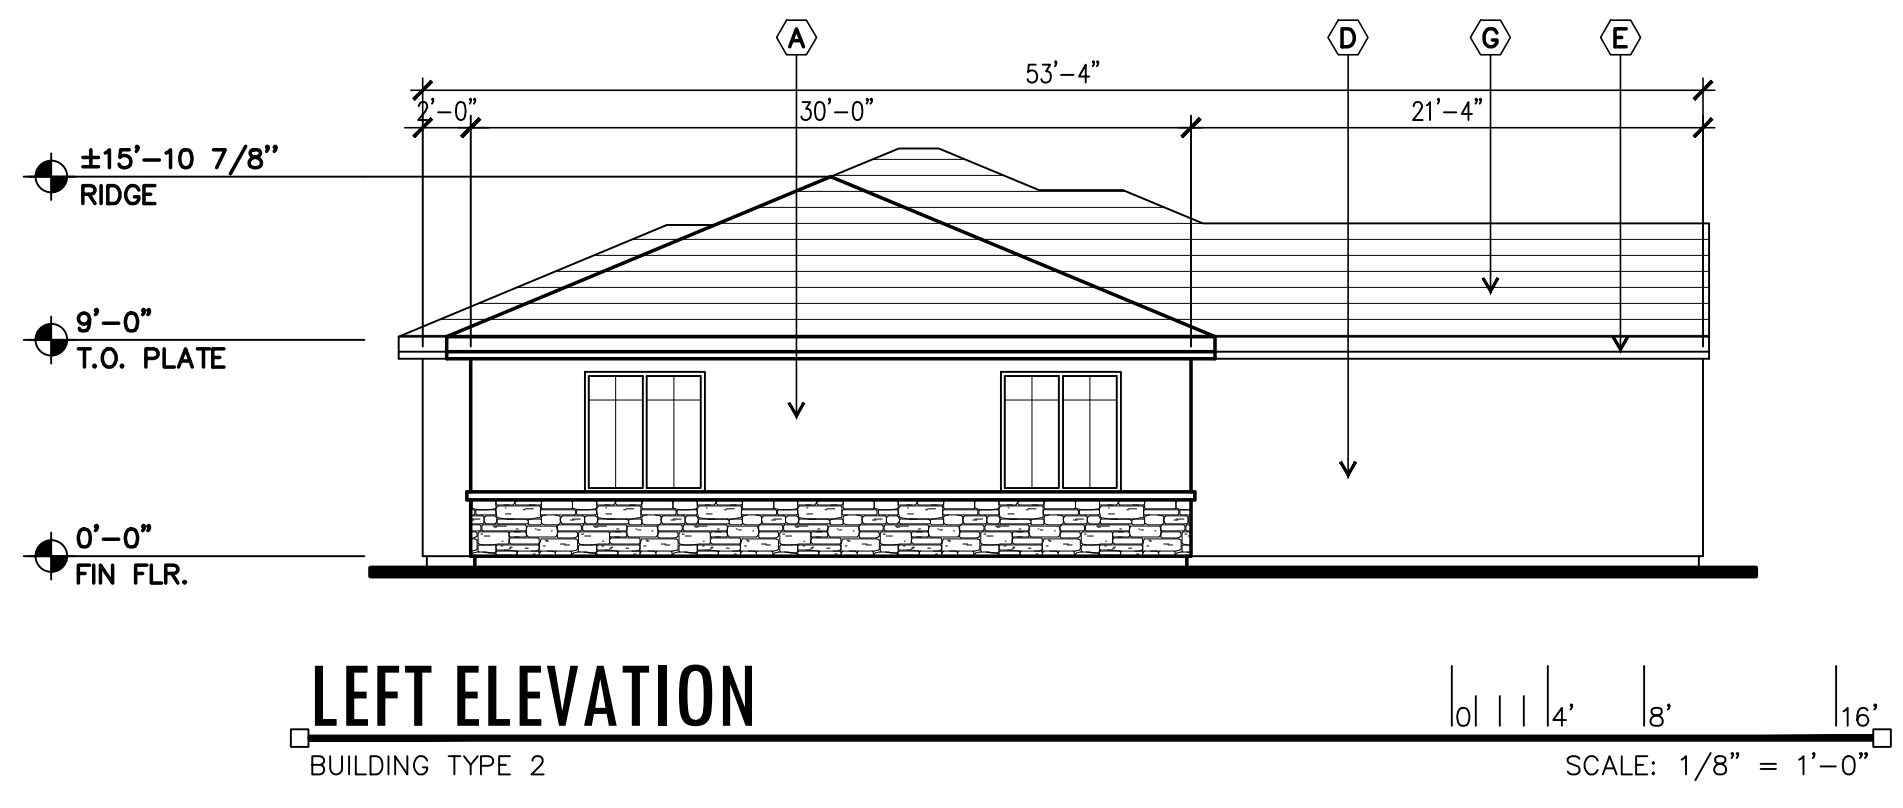 A D G E
53'-4"
2'-0" 30'-0" 21'-4"
±15'-10 7/8"
RIDGE
9'-0"
T.O. PLATE
0'-0"
FIN FLR.
LEFT ELEVATION
0 4' 8' 16'
BUILDING TYPE 2
SCALE: 1/8" = 1'-0"